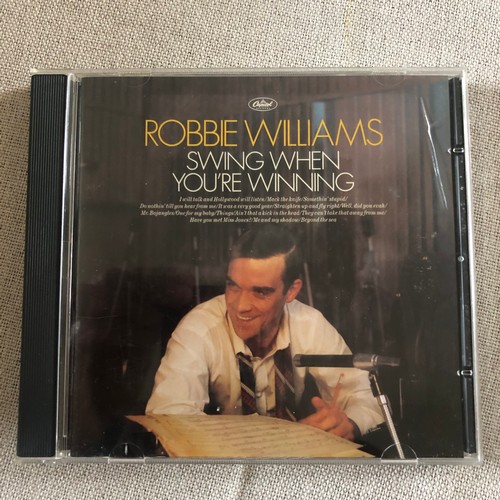 Capitol
ROBBIE WILLIAMS
SWING WHEN
YOU'RE WINNING
I will talk and Hollywood will listen/Mack the knife/Somethin' stupid/
Do nothin' till you hear from me/It was a very good year/Straighten up and fly right/Well, did you evah/
Mr. Bojangles/One for my baby/Things/Ain't that a kick in the head/They can't take that away from me/
Have you met Miss Jones?/Me and my shadow/Beyond the sea